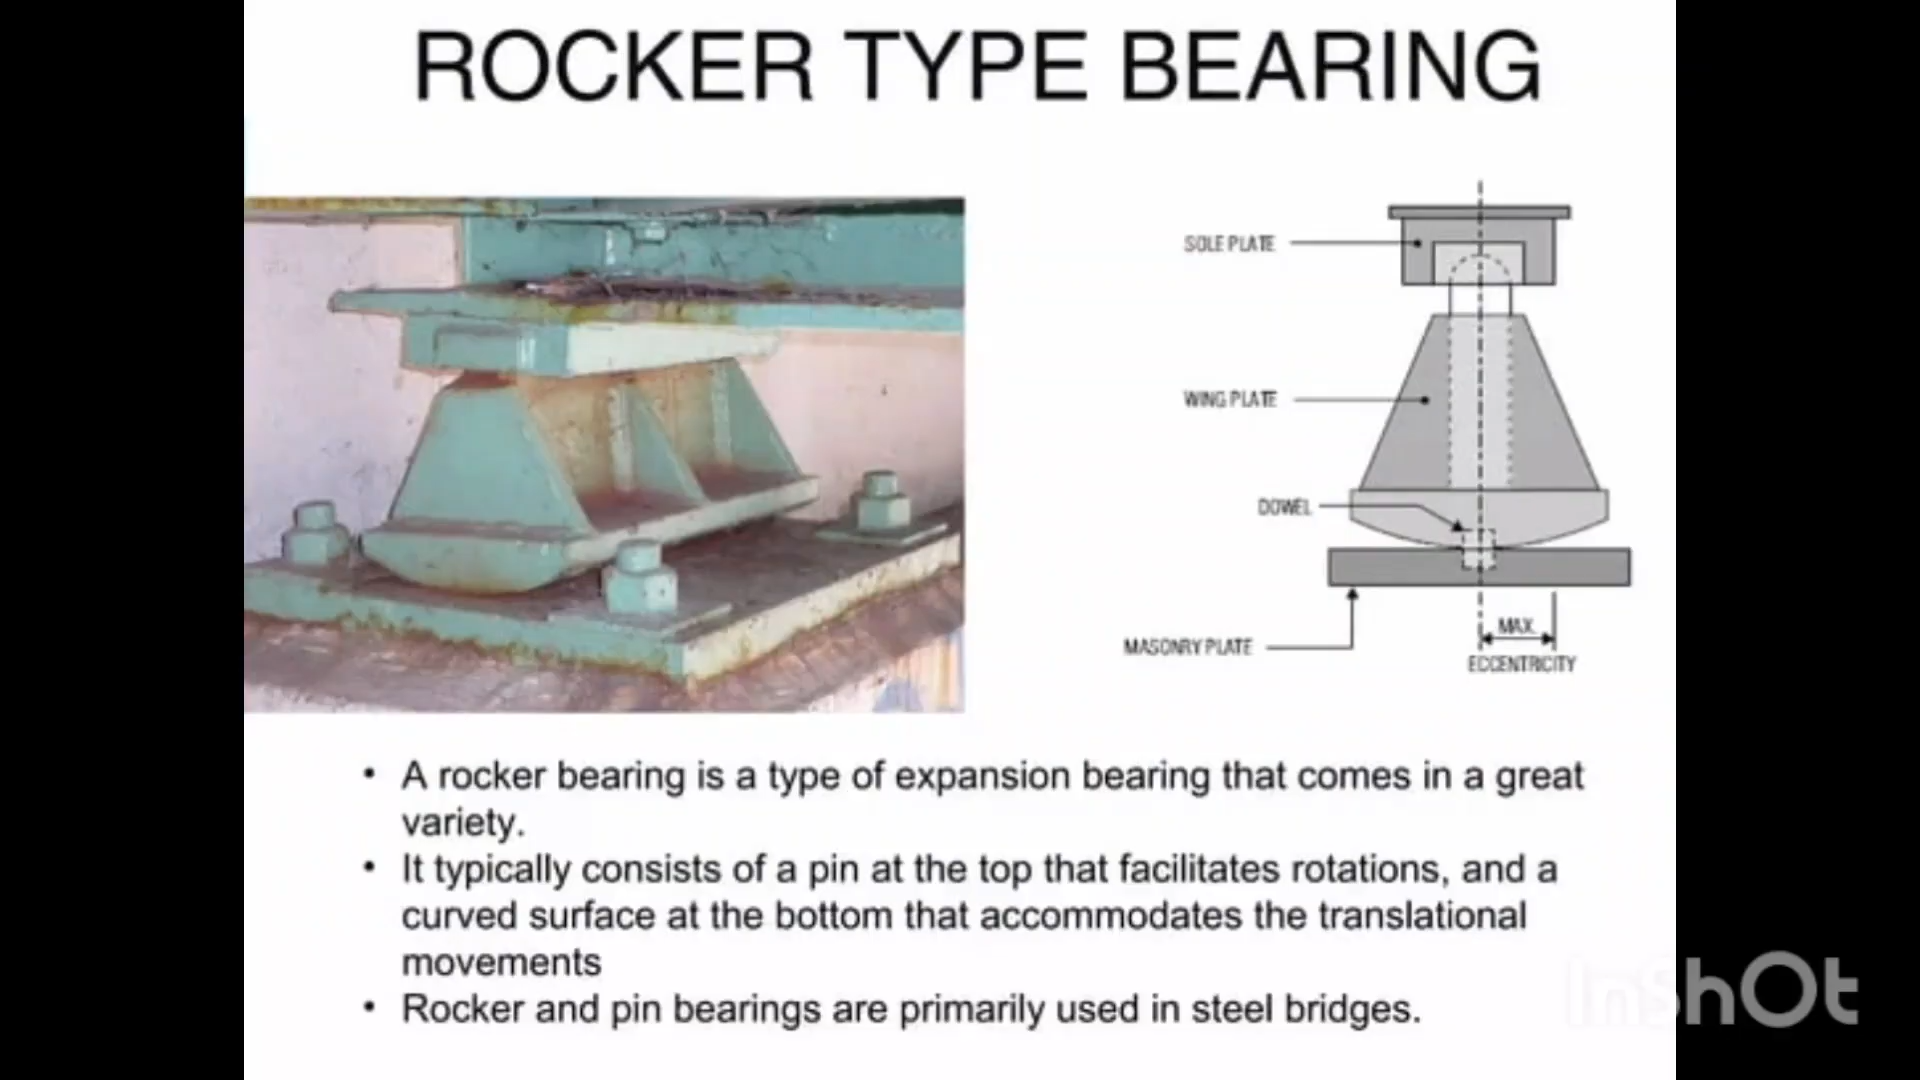 ROCKER TYPE BEARING
SOLE PLATE
WING PLATE
DOWEL
MASONRY PLATE
MAX.
ECCENTRICITY
• A rocker bearing is a type of expansion bearing that comes in a great
variety.
• It typically consists of a pin at the top that facilitates rotations, and a
curved surface at the bottom that accommodates the translational
movements
• Rocker and pin bearings are primarily used in steel bridges.
InShOt